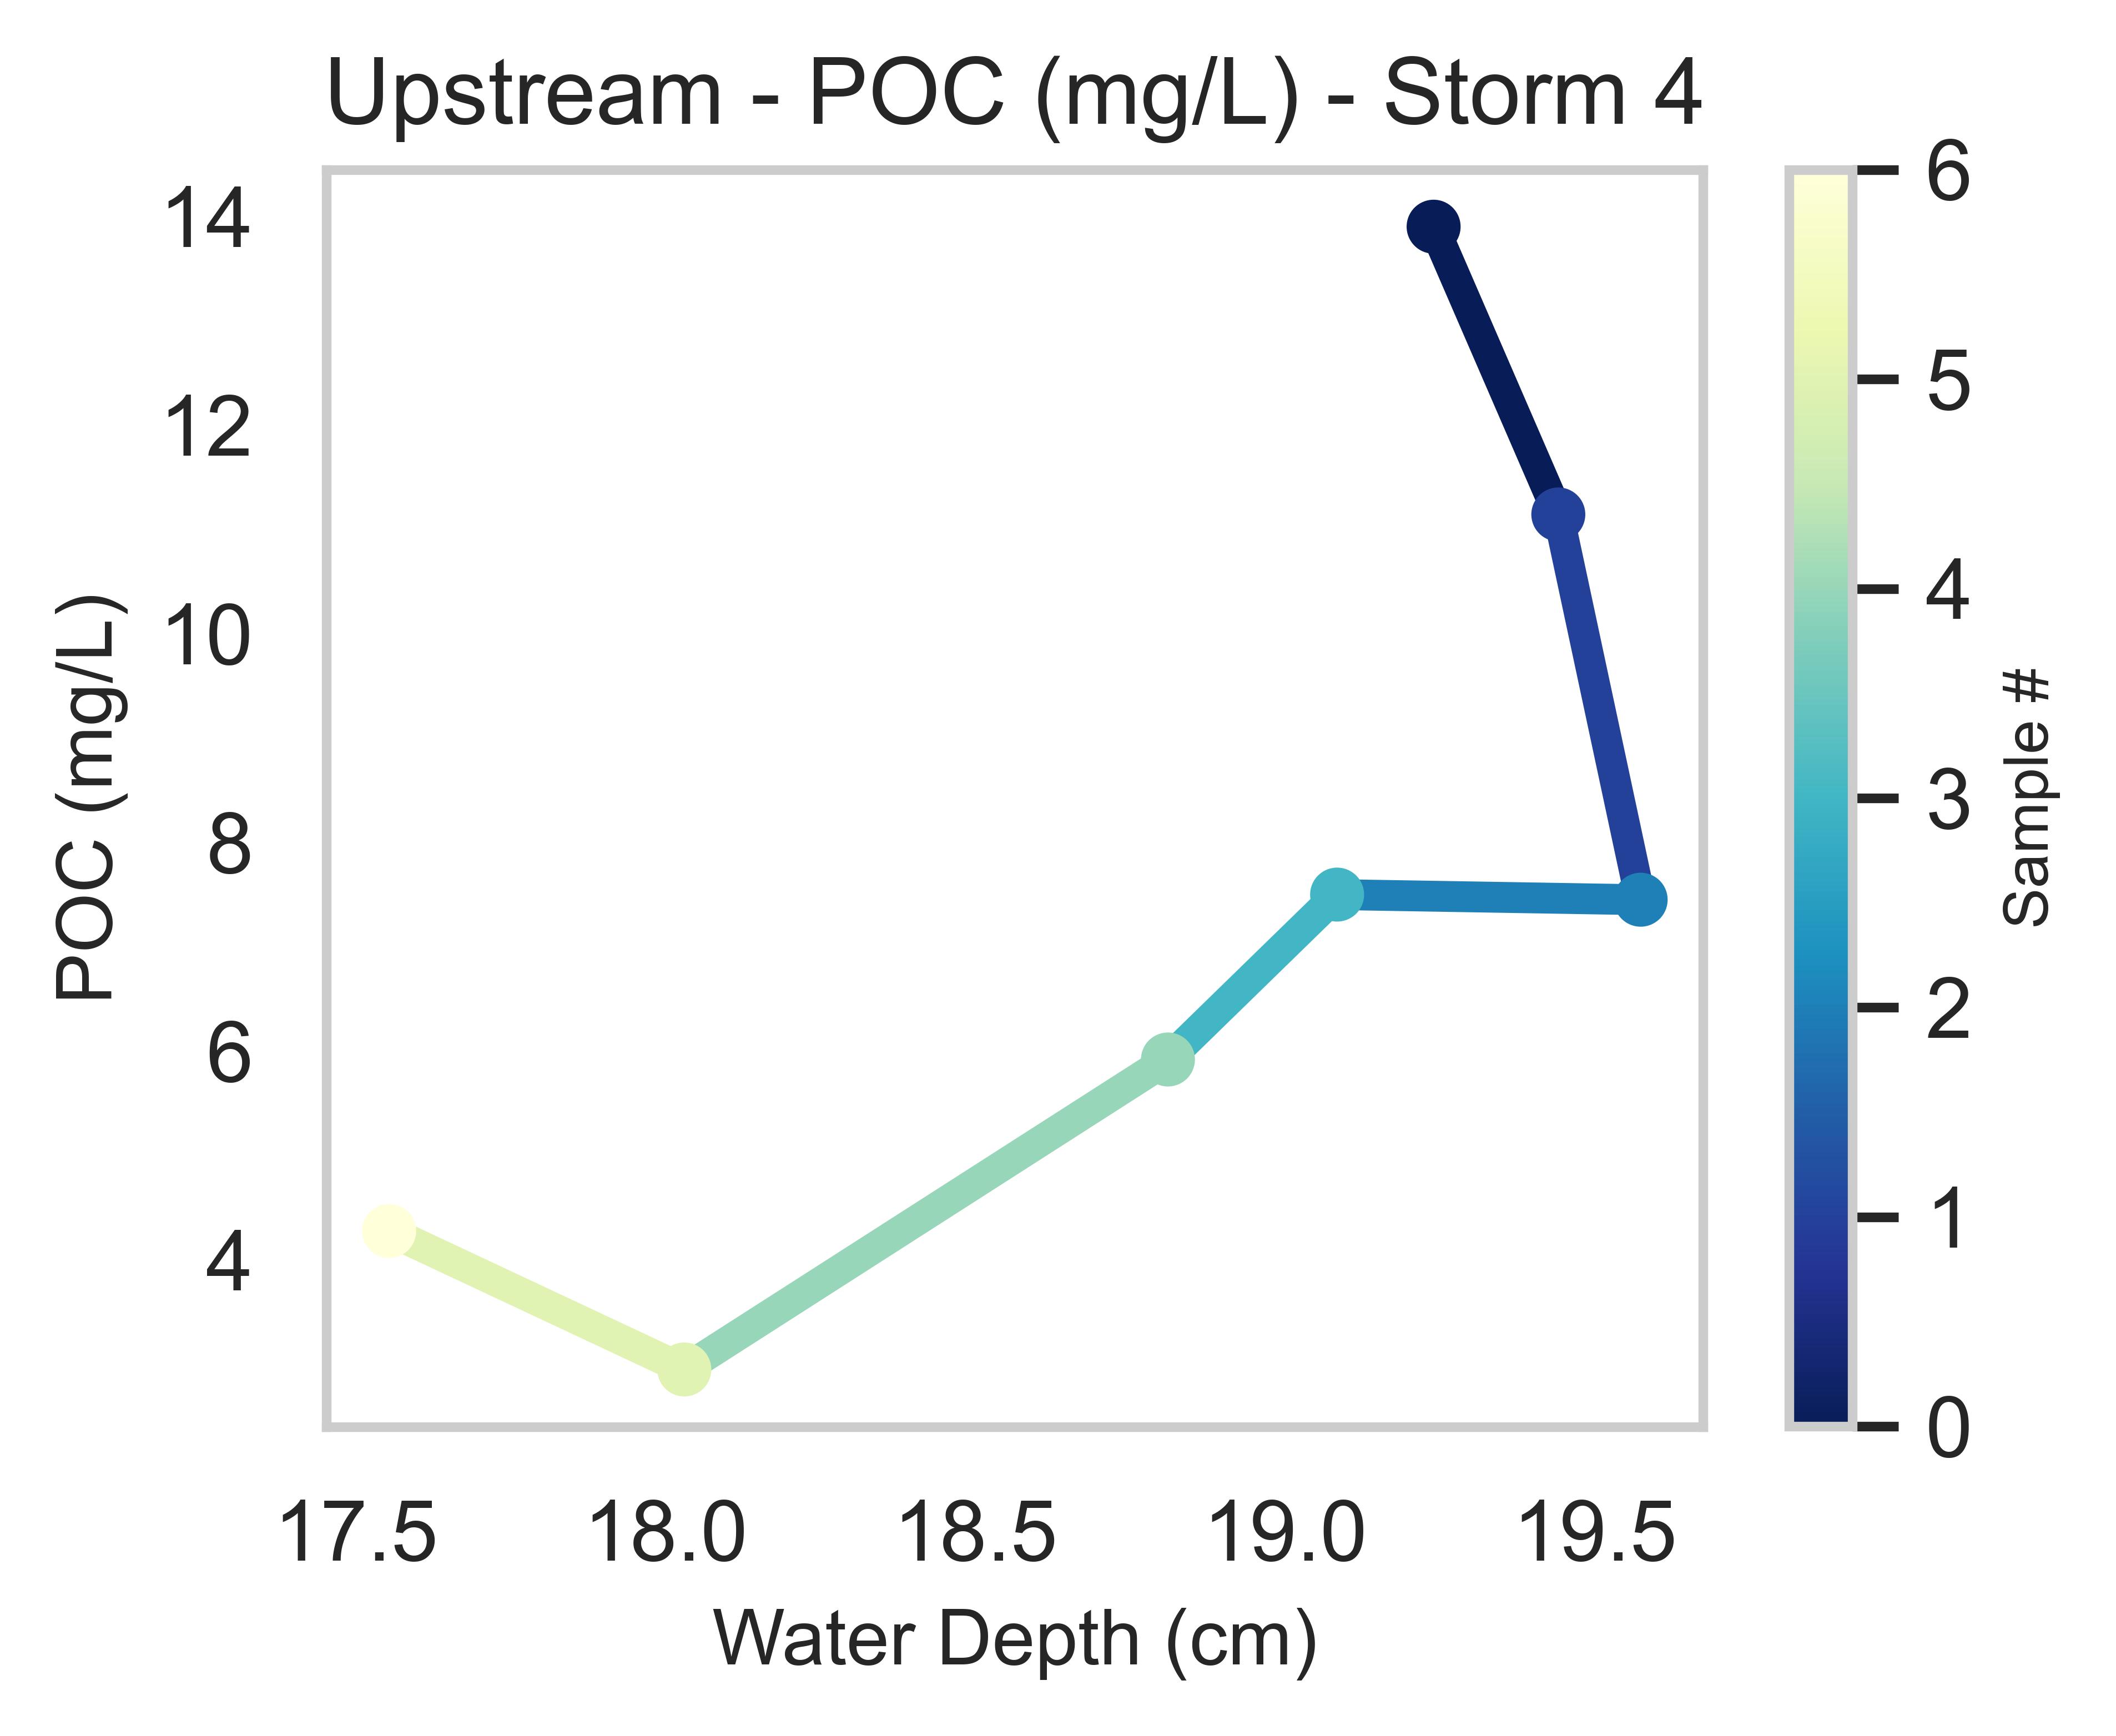 Upstream - POC (mg/L) - Storm 4
14
12
10
8
6
4
POC (mg/L)
17.5 18.0 18.5 19.0 19.5
Water Depth (cm)
6
5
4
3
2
1
0
Sample #